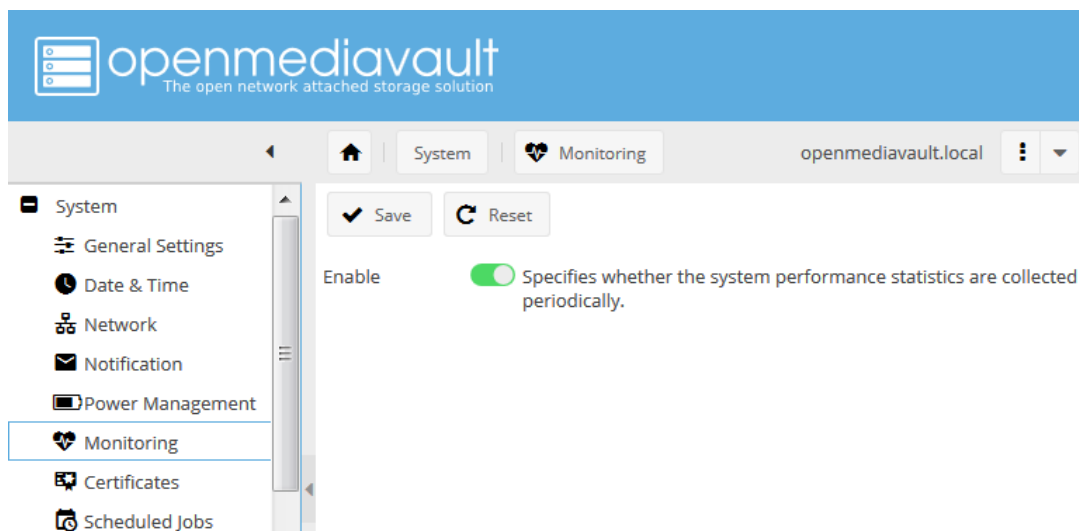 openmediavault
The open network attached storage solution
System
Monitoring
openmediavault.local
System
General Settings
Date & Time
Network
Notification
Power Management
Monitoring
Certificates
Scheduled Jobs
Save
Reset
Enable
Specifies whether the system performance statistics are collected
periodically.